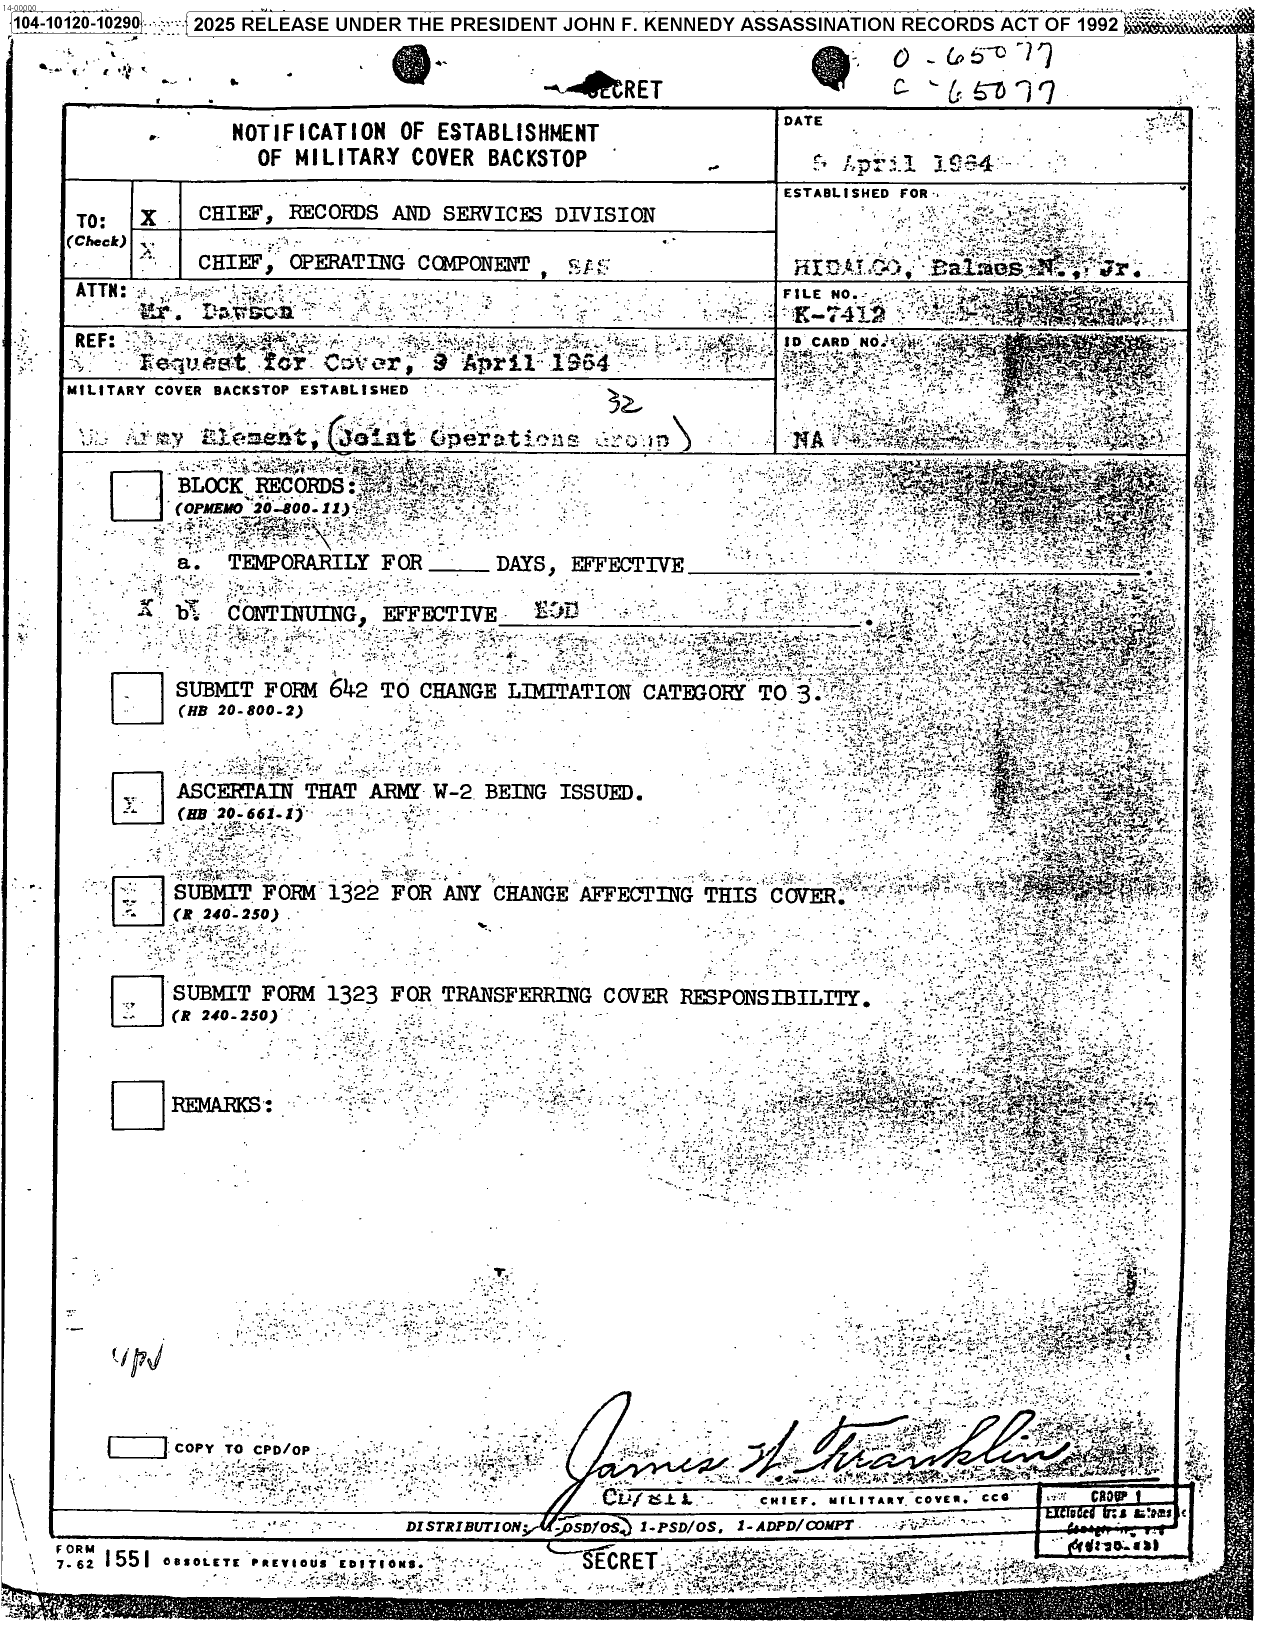 14-00000
104-10120-10290
2025 RELEASE UNDER THE PRESIDENT JOHN F. KENNEDY ASSASSINATION RECORDS ACT OF 1992
O - 65077
C - 65077
SECRET
NOTIFICATION OF ESTABLISHMENT
OF MILITARY COVER BACKSTOP
DATE
9 April 1964
TO:
(Check)
X CHIEF, RECORDS AND SERVICES DIVISION
X CHIEF, OPERATING COMPONENT, SAS
ESTABLISHED FOR
HIDALGO, Balmes N., Jr.
ATTN:
Mr. Dawson
FILE NO.
K-7412
REF:
Request for Cover, 9 April 1964
ID CARD NO.
NA
MILITARY COVER BACKSTOP ESTABLISHED
32
US Army Element, (Joint Operations Group)
BLOCK RECORDS:
(OPMEMO 20-800-11)
a. TEMPORARILY FOR ____ DAYS, EFFECTIVE ____.
X b. CONTINUING, EFFECTIVE EOD.
SUBMIT FORM 642 TO CHANGE LIMITATION CATEGORY TO 3.
(HB 20-800-2)
X ASCERTAIN THAT ARMY W-2 BEING ISSUED.
(HB 20-661-1)
X SUBMIT FORM 1322 FOR ANY CHANGE AFFECTING THIS COVER.
(R 240-250)
X SUBMIT FORM 1323 FOR TRANSFERRING COVER RESPONSIBILITY.
(R 240-250)
REMARKS:
COPY TO CPD/OP
James W. Franklin
CHIEF, MILITARY COVER, CCG
DISTRIBUTION: 1-OSD/OS, 1-PSD/OS, 1-ADPD/COMPT
GROUP 1
Excluded from automatic
FORM
7-62 1551 OBSOLETE PREVIOUS EDITIONS.
SECRET